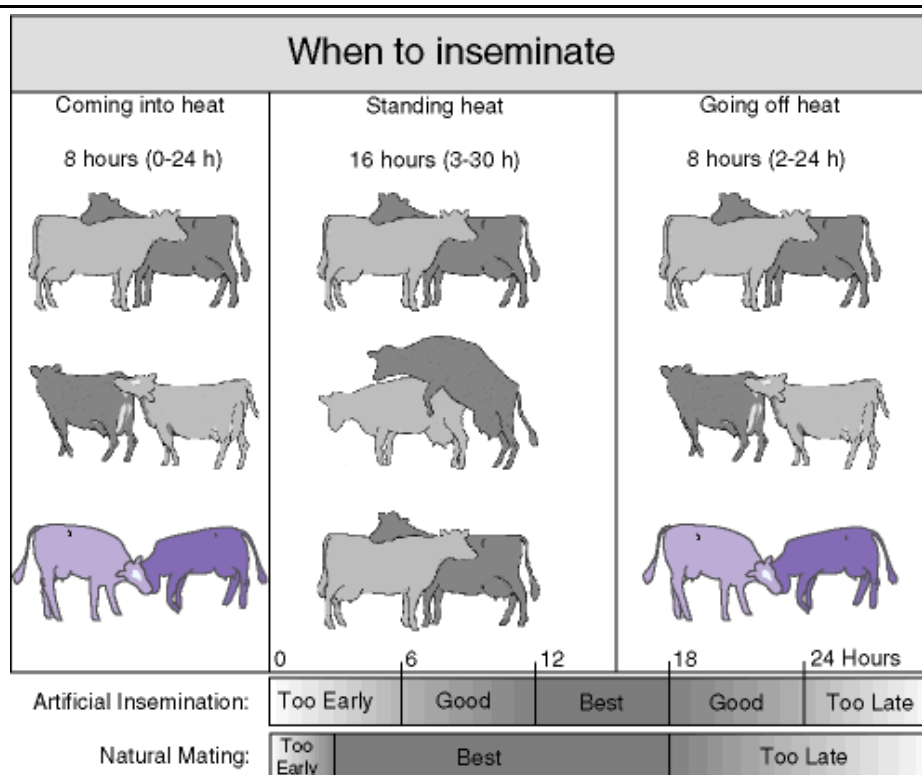 When to inseminate
Coming into heat
8 hours (0-24 h)
Standing heat
16 hours (3-30 h)
Going off heat
8 hours (2-24 h)
0 6 12 18 24 Hours
Artificial Insemination: Too Early Good Best Good Too Late
Natural Mating: Too Early Best Too Late